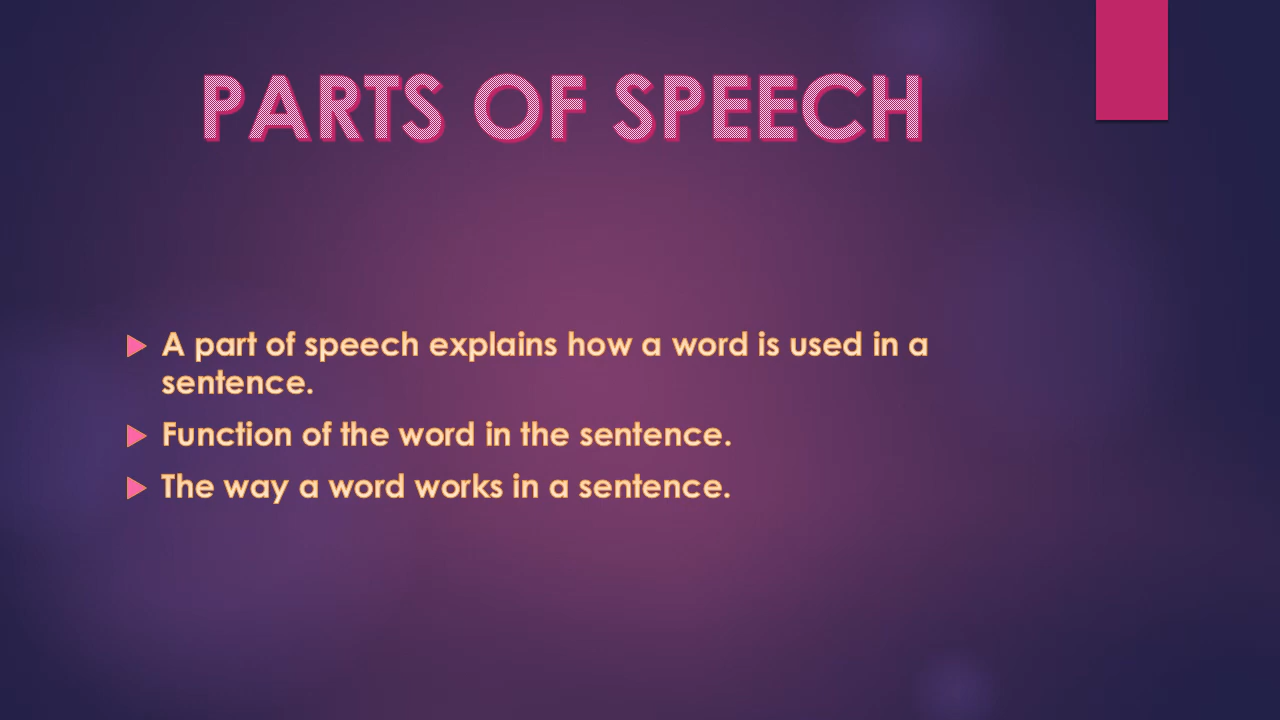 PARTS OF SPEECH
A part of speech explains how a word is used in a
sentence.
Function of the word in the sentence.
The way a word works in a sentence.